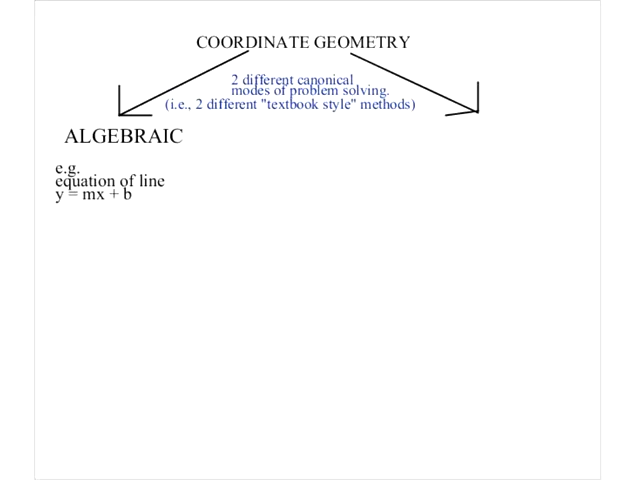 COORDINATE GEOMETRY
2 different canonical
modes of problem solving.
(i.e., 2 different "textbook style" methods)
ALGEBRAIC
e.g.
equation of line
y = mx + b